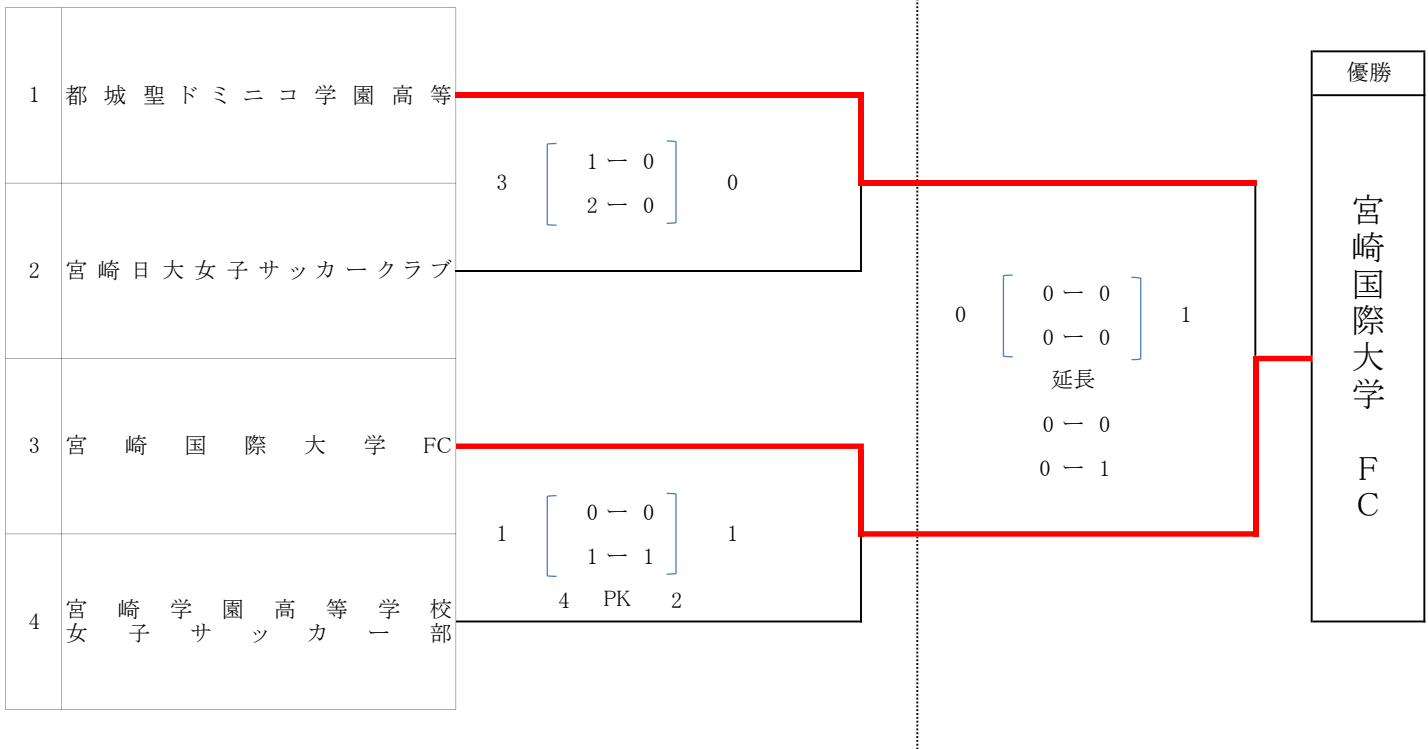 1 都城聖ドミニコ学園高等
3 1 ー 0 0
2 ー 0
2 宮崎日大女子サッカークラブ
3 宮崎国際大学FC
1 0 ー 0 1
1 ー 1
4 PK 2
4 宮崎学園高等学校
女子サッカー部
0 0 ー 0 1
0 ー 0
延長
0 ー 0
0 ー 1
優勝
宮崎国際大学 FC